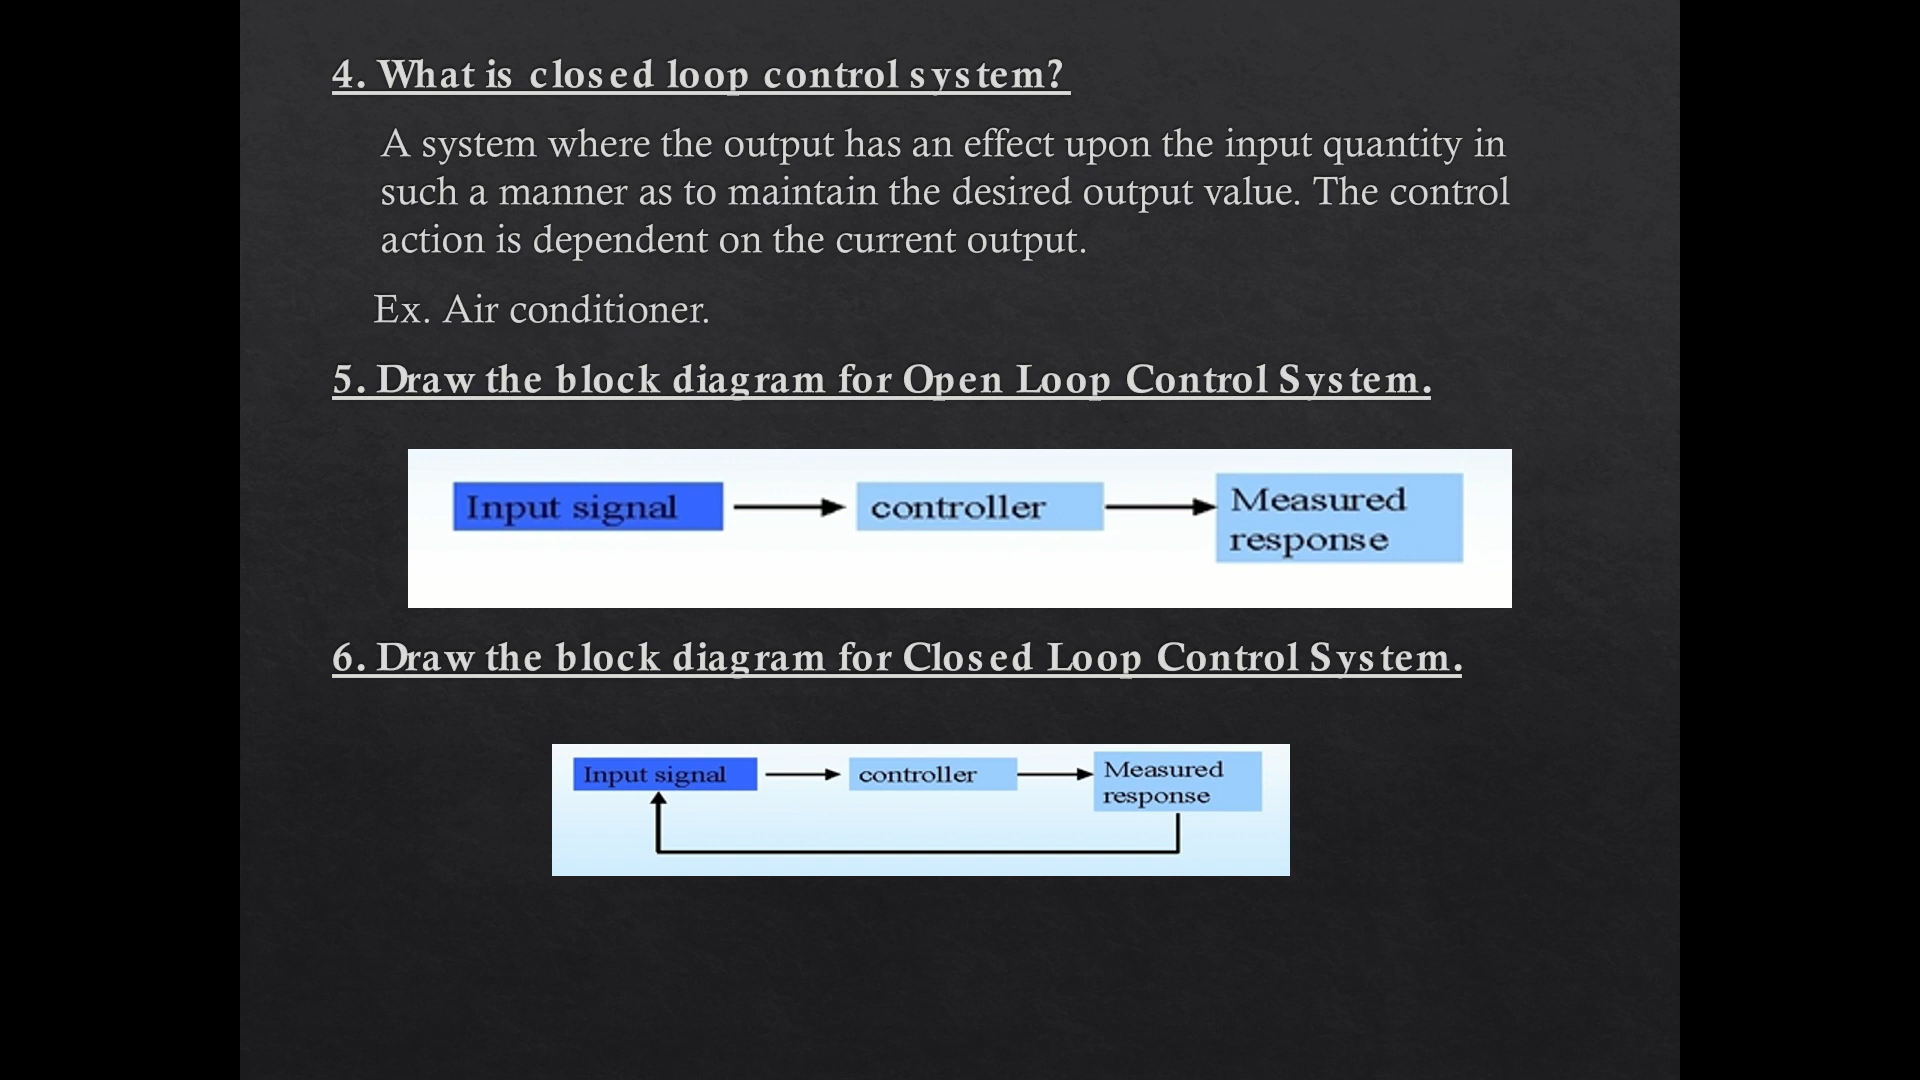 4. What is closed loop control system?
A system where the output has an effect upon the input quantity in
such a manner as to maintain the desired output value. The control
action is dependent on the current output.
Ex. Air conditioner.
5. Draw the block diagram for Open Loop Control System.
Input signal
controller
Measured
response
6. Draw the block diagram for Closed Loop Control System.
Input signal
controller
Measured
response